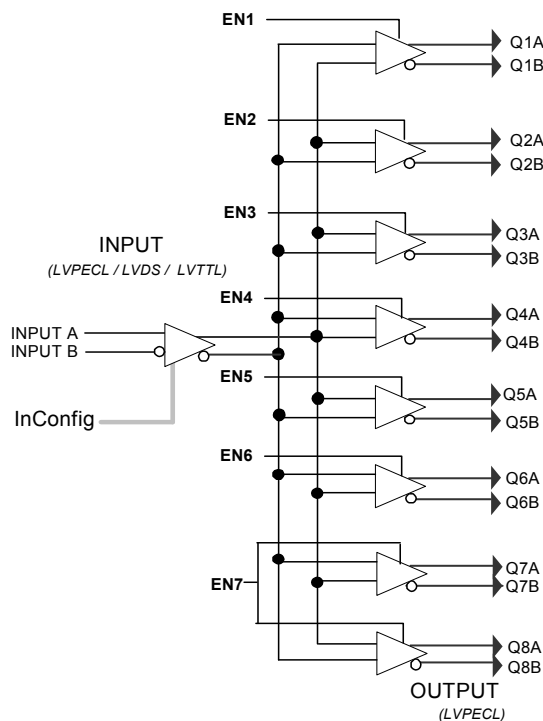 EN1
Q1A
Q1B
EN2
Q2A
Q2B
EN3
Q3A
Q3B
INPUT
(LVPECL / LVDS / LVTTL)
EN4
Q4A
Q4B
INPUT A
INPUT B
EN5
Q5A
Q5B
InConfig
EN6
Q6A
Q6B
EN7
Q7A
Q7B
Q8A
Q8B
OUTPUT
(LVPECL)